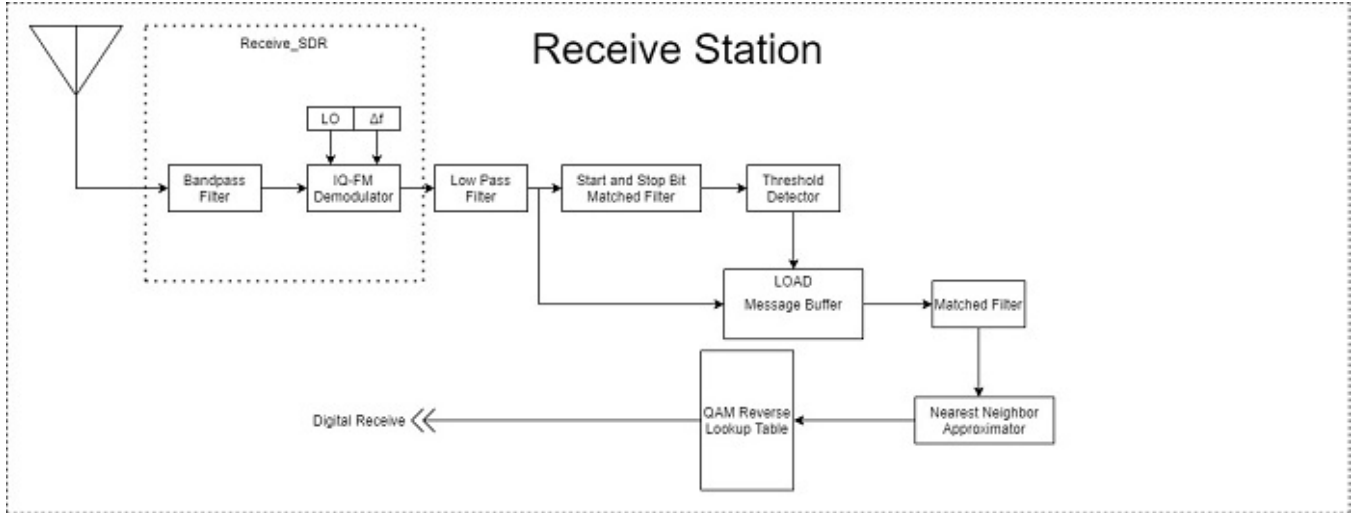 Receive Station
Receive_SDR
LO Δf
Bandpass
Filter
IQ-FM
Demodulator
Low Pass
Filter
Start and Stop Bit
Matched Filter
Threshold
Detector
LOAD
Message Buffer
Matched Filter
Nearest Neighbor
Approximator
QAM Reverse
Lookup Table
Digital Receive